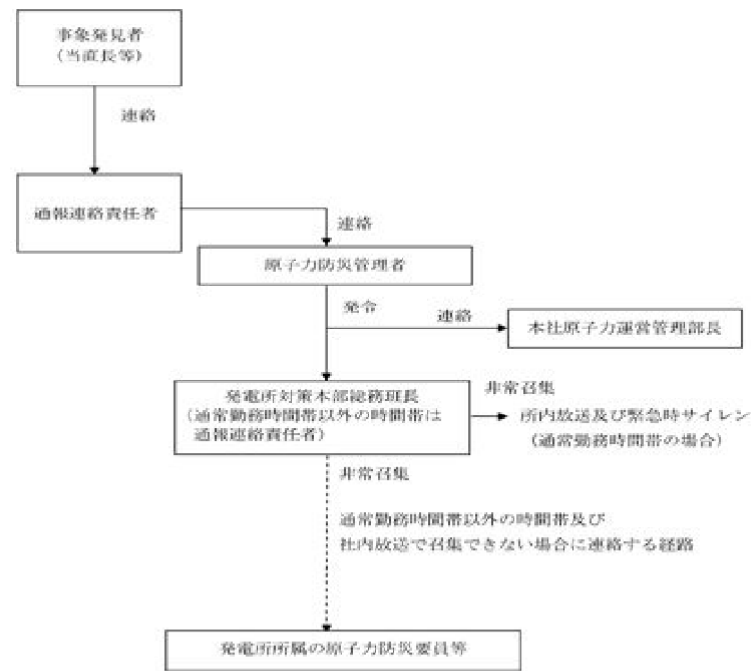 事象発見者
（当直長等）
連絡
通報連絡責任者
連絡
原子力防災管理者
発令
連絡
本社原子力運営管理部長
発電所対策本部総務班長
（通常勤務時間帯以外の時間帯は
通報連絡責任者）
非常召集
所内放送及び緊急時サイレン
（通常勤務時間帯の場合）
非常召集
通常勤務時間帯以外の時間帯及び
社内放送で召集できない場合に連絡する経路
発電所所属の原子力防災要員等